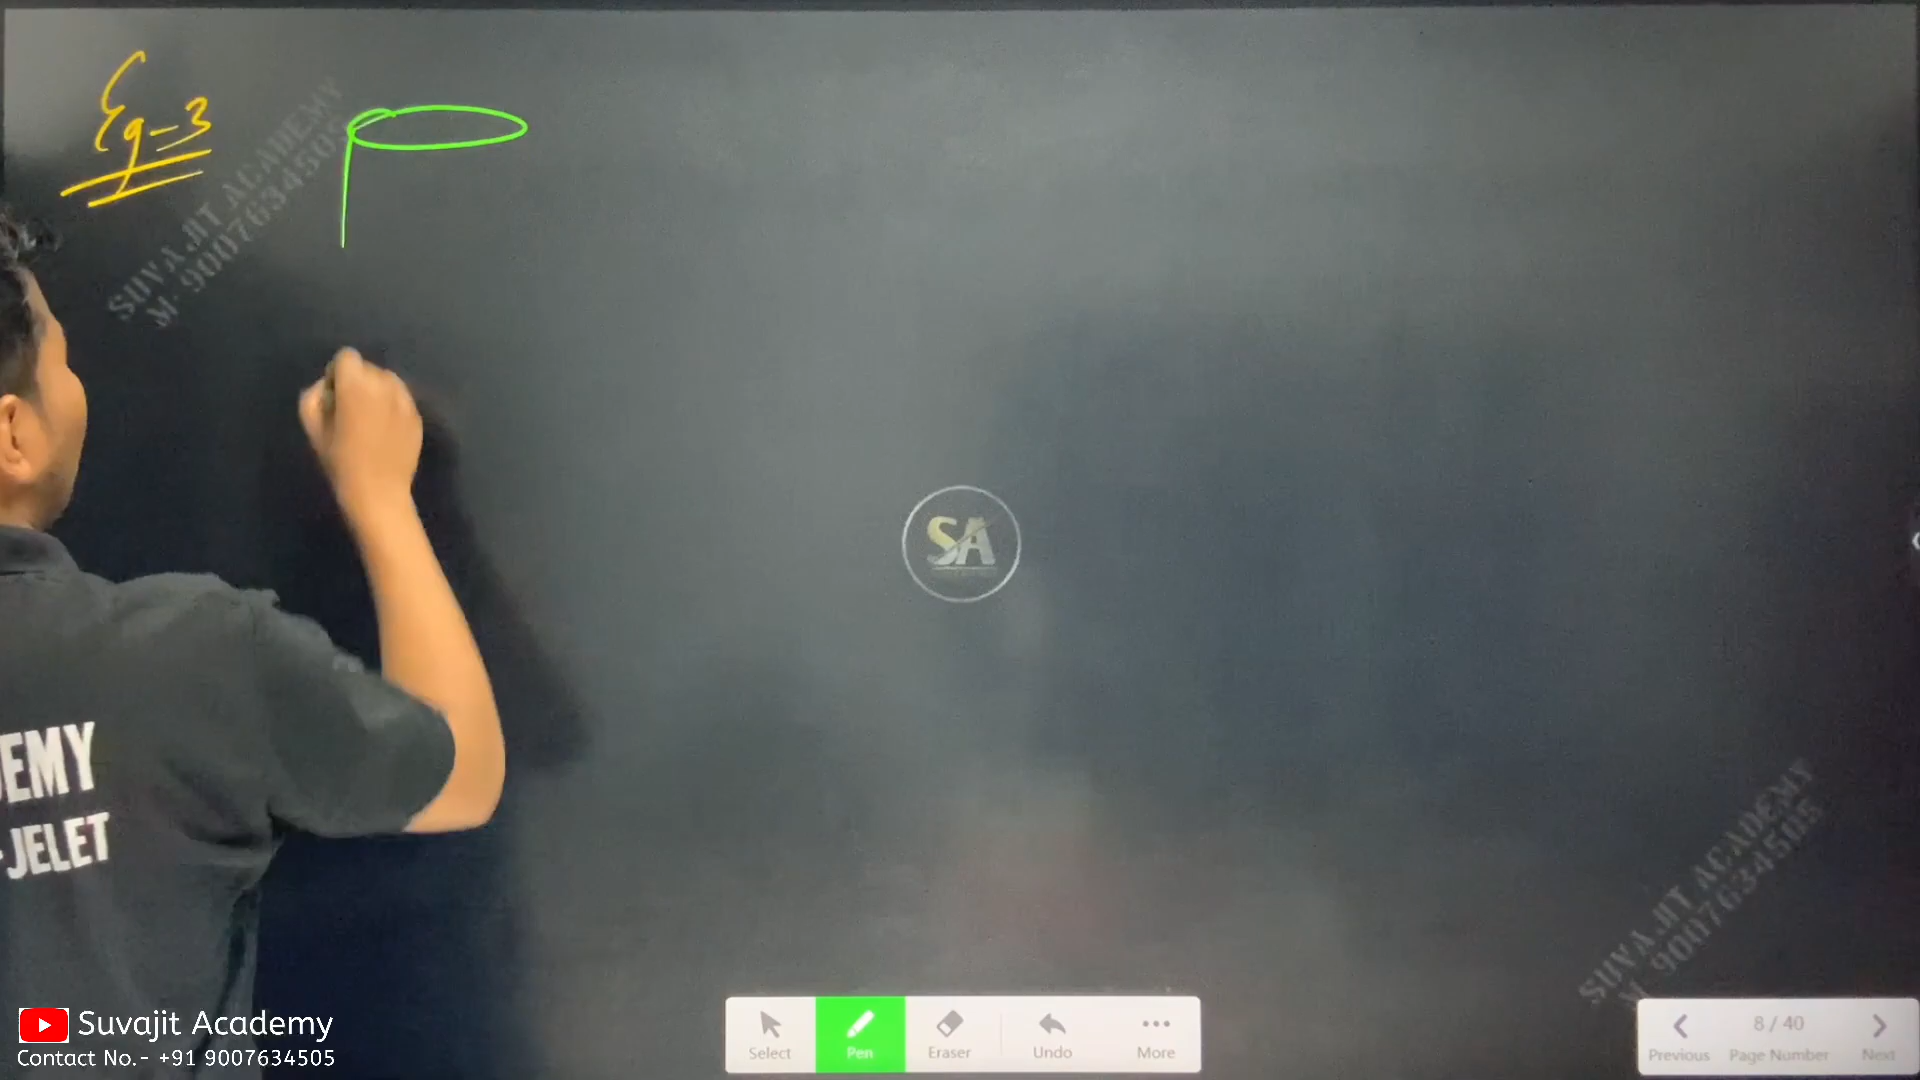 Eg-3
SUVAJIT ACADEMY
M- 9007634505
SA
EMY
-JELET
SUVAJIT ACADEMY
M- 9007634505
Suvajit Academy
Contact No.- +91 9007634505
Select
Pen
Eraser
Undo
More
8 / 40
Previous
Page Number
Next